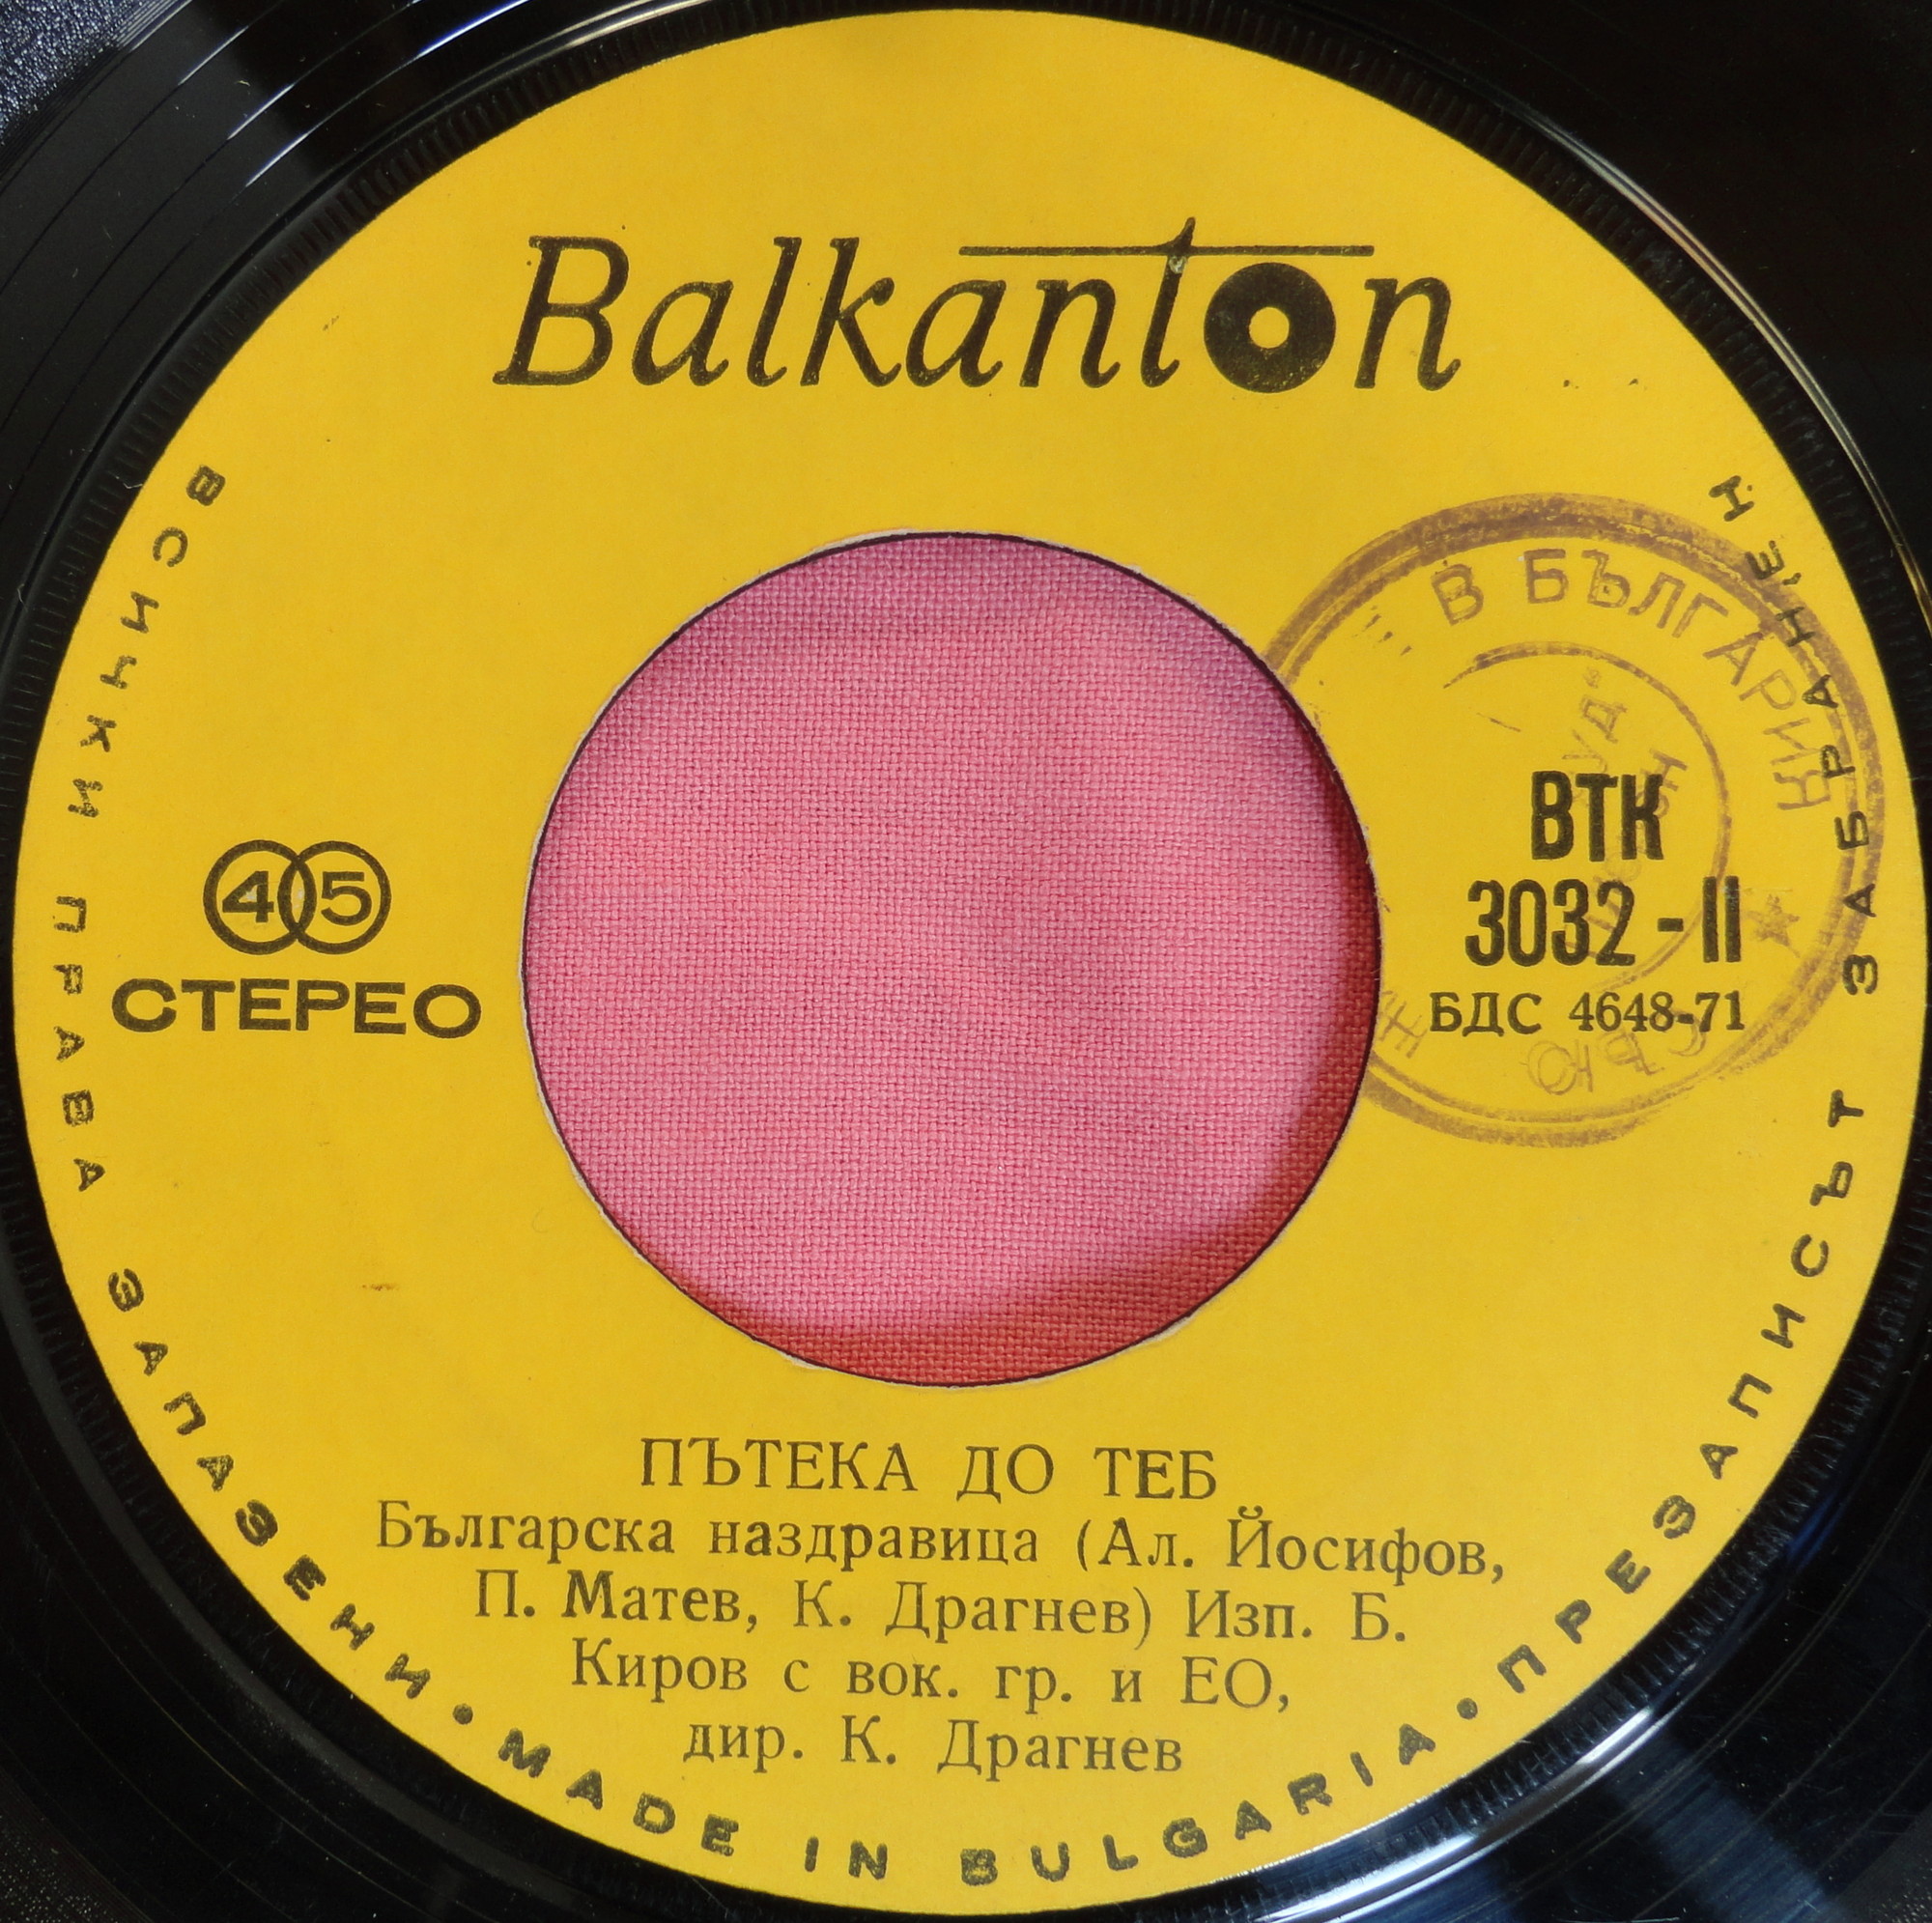 Balkanton
45
СТЕРЕО
ВТК
3032-II
БДС 4648-71
В БЪЛГАРИЯ
ПЪТЕКА ДО ТЕБ
Българска наздравица (Ал. Йосифов,
П. Матев, К. Драгнев) Изп. Б.
Киров с вок. гр. и ЕО,
дир. К. Драгнев
ВСИЧКИ ПРАВА ЗАПАЗЕНИ • MADE IN BULGARIA • ПРЕЗАПИСЪТ ЗАБРАНЕН